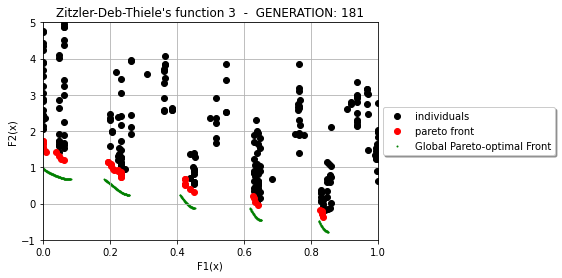 Zitzler-Deb-Thiele's function 3 - GENERATION: 181
5
4
3
2
1
0
−1
F2(x)
0.0 0.2 0.4 0.6 0.8 1.0
F1(x)
individuals
pareto front
Global Pareto-optimal Front